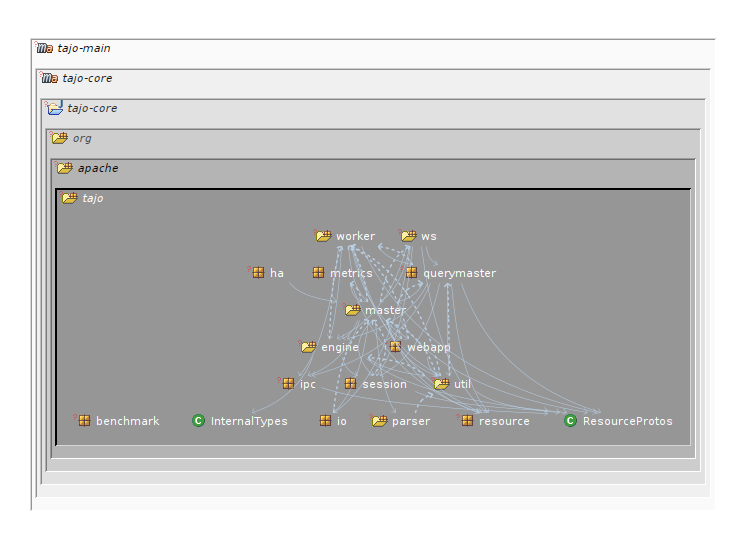 tajo-main
tajo-core
tajo-core
org
apache
tajo
worker ws
ha metrics querymaster
master
engine webapp
ipc session util
benchmark InternalTypes io parser resource ResourceProtos